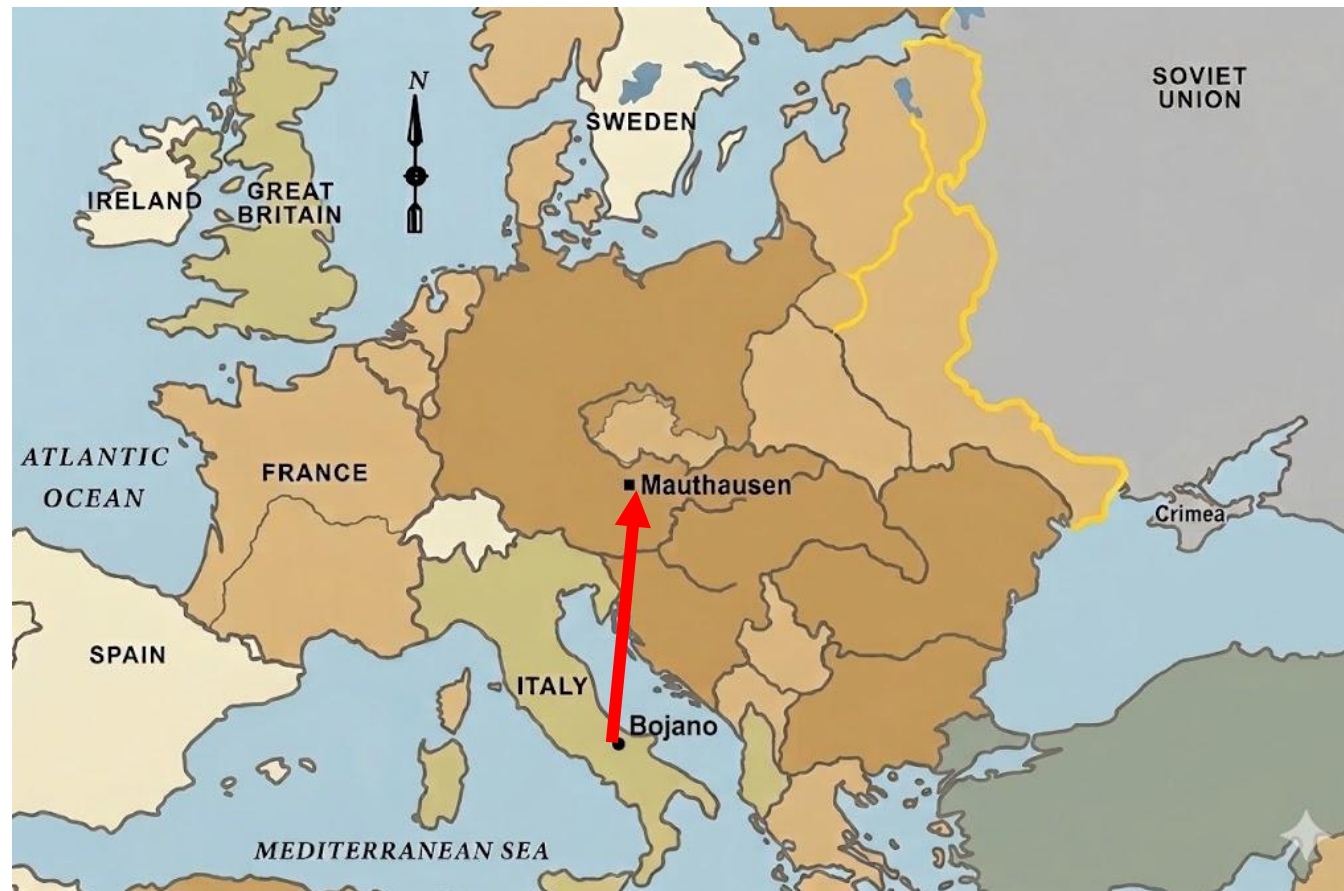 N
SOVIET
UNION
SWEDEN
IRELAND
GREAT
BRITAIN
ATLANTIC
OCEAN
FRANCE
Mauthausen
Crimea
SPAIN
ITALY
Bojano
MEDITERRANEAN SEA